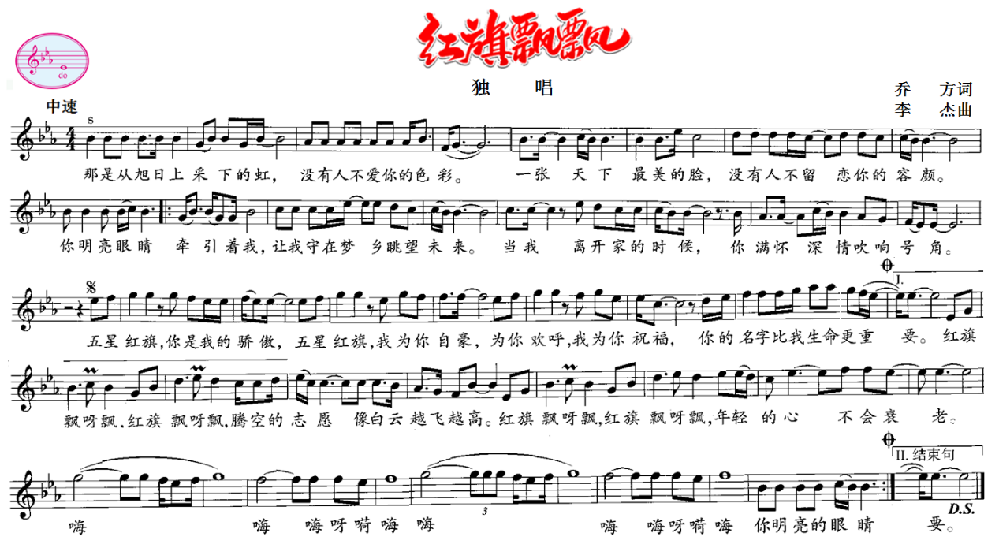 红旗飘飘
do
独 唱
乔 方词
李 杰曲
中速
s
4
4
那是从旭日上采下的虹，没有人不爱你的色彩。一张天下最美的脸，没有人不留恋你的容颜。
你明亮眼睛牵引着我，让我守在梦乡眺望未来。当我离开家的时候，你满怀深情吹响号角。
I.
五星红旗，你是我的骄傲，五星红旗，我为你自豪，为你欢呼，我为你祝福，你的名字比我生命更重要。红旗
飘呀飘，红旗飘呀飘，腾空的志愿像白云越飞越高。红旗飘呀飘，红旗飘呀飘，年轻的心不会衰老。
II. 结束句
3
D.S.
嗨 嗨 嗨呀嗬嗨 嗨 嗨 嗨呀嗬嗨 你明亮的眼睛 要。